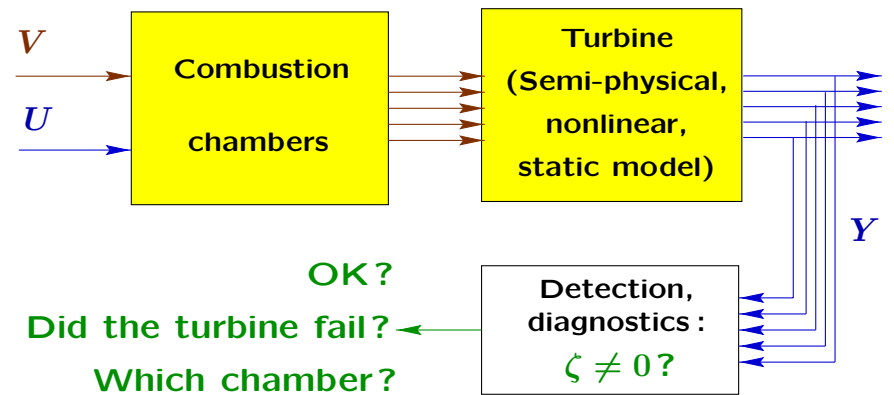 V
U
Combustion
chambers
Turbine
(Semi-physical,
nonlinear,
static model)
Y
OK?
Did the turbine fail?
Which chamber?
Detection,
diagnostics :
ζ ≠ 0 ?